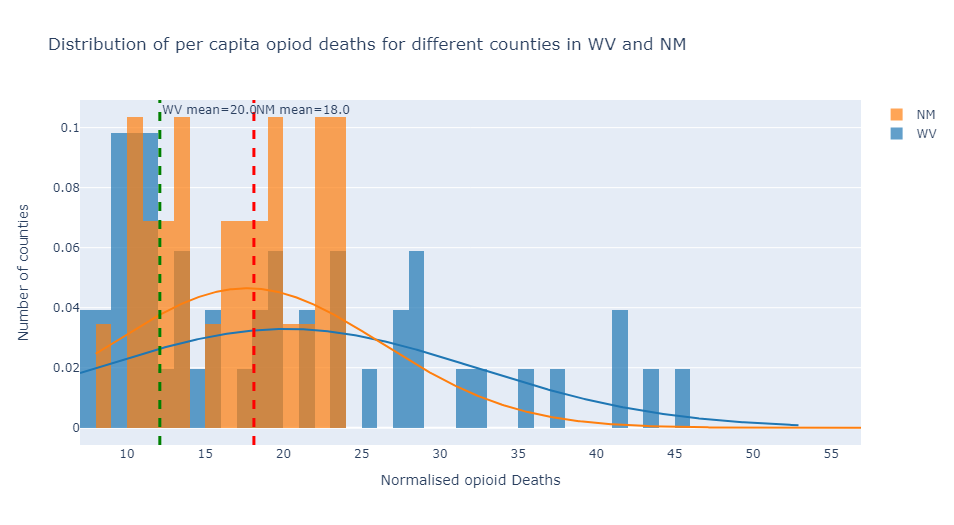 Distribution of per capita opiod deaths for different counties in WV and NM
WV mean=20.0
NM mean=18.0
NM
WV
0.1
0.08
0.06
0.04
0.02
0
Number of counties
10 15 20 25 30 35 40 45 50 55
Normalised opioid Deaths